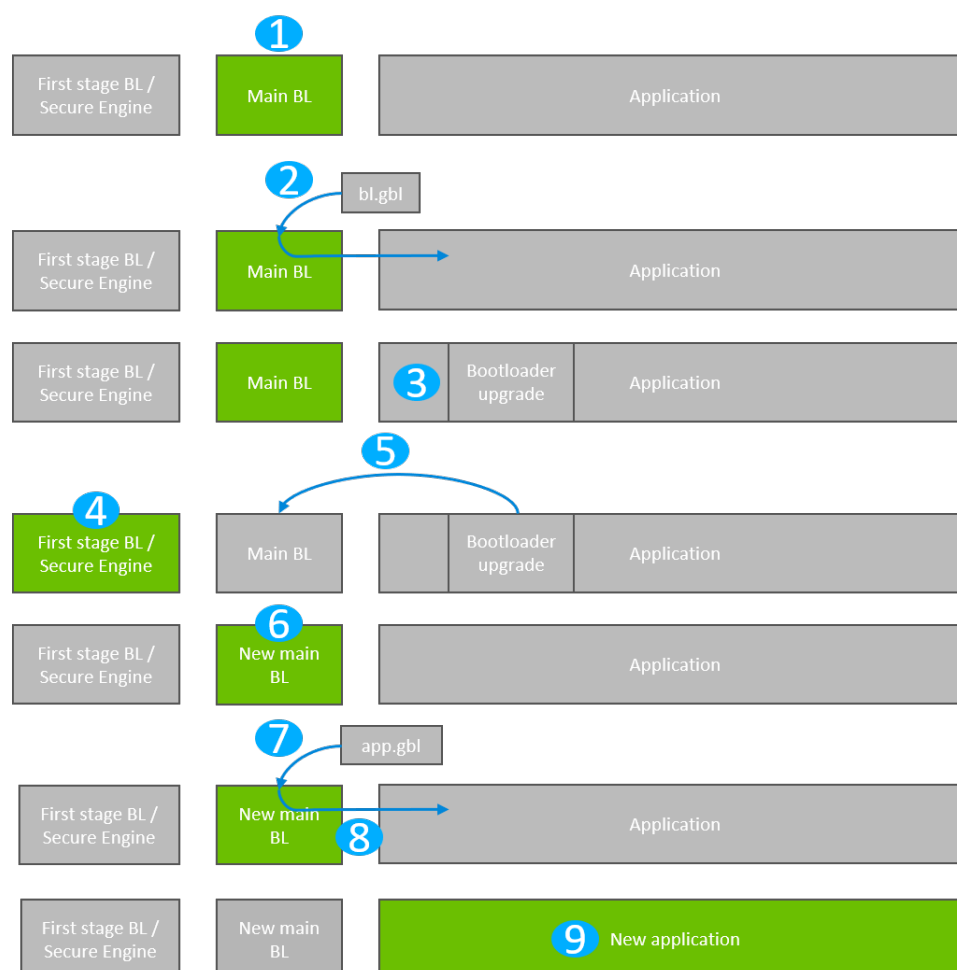 1
First stage BL /
Secure Engine
Main BL
Application
2
bl.gbl
First stage BL /
Secure Engine
Main BL
Application
First stage BL /
Secure Engine
Main BL
3
Bootloader
upgrade
Application
5
4
First stage BL /
Secure Engine
Main BL
Bootloader
upgrade
Application
6
First stage BL /
Secure Engine
New main
BL
Application
7
app.gbl
First stage BL /
Secure Engine
New main
BL
8
Application
First stage BL /
Secure Engine
New main
BL
9
New application